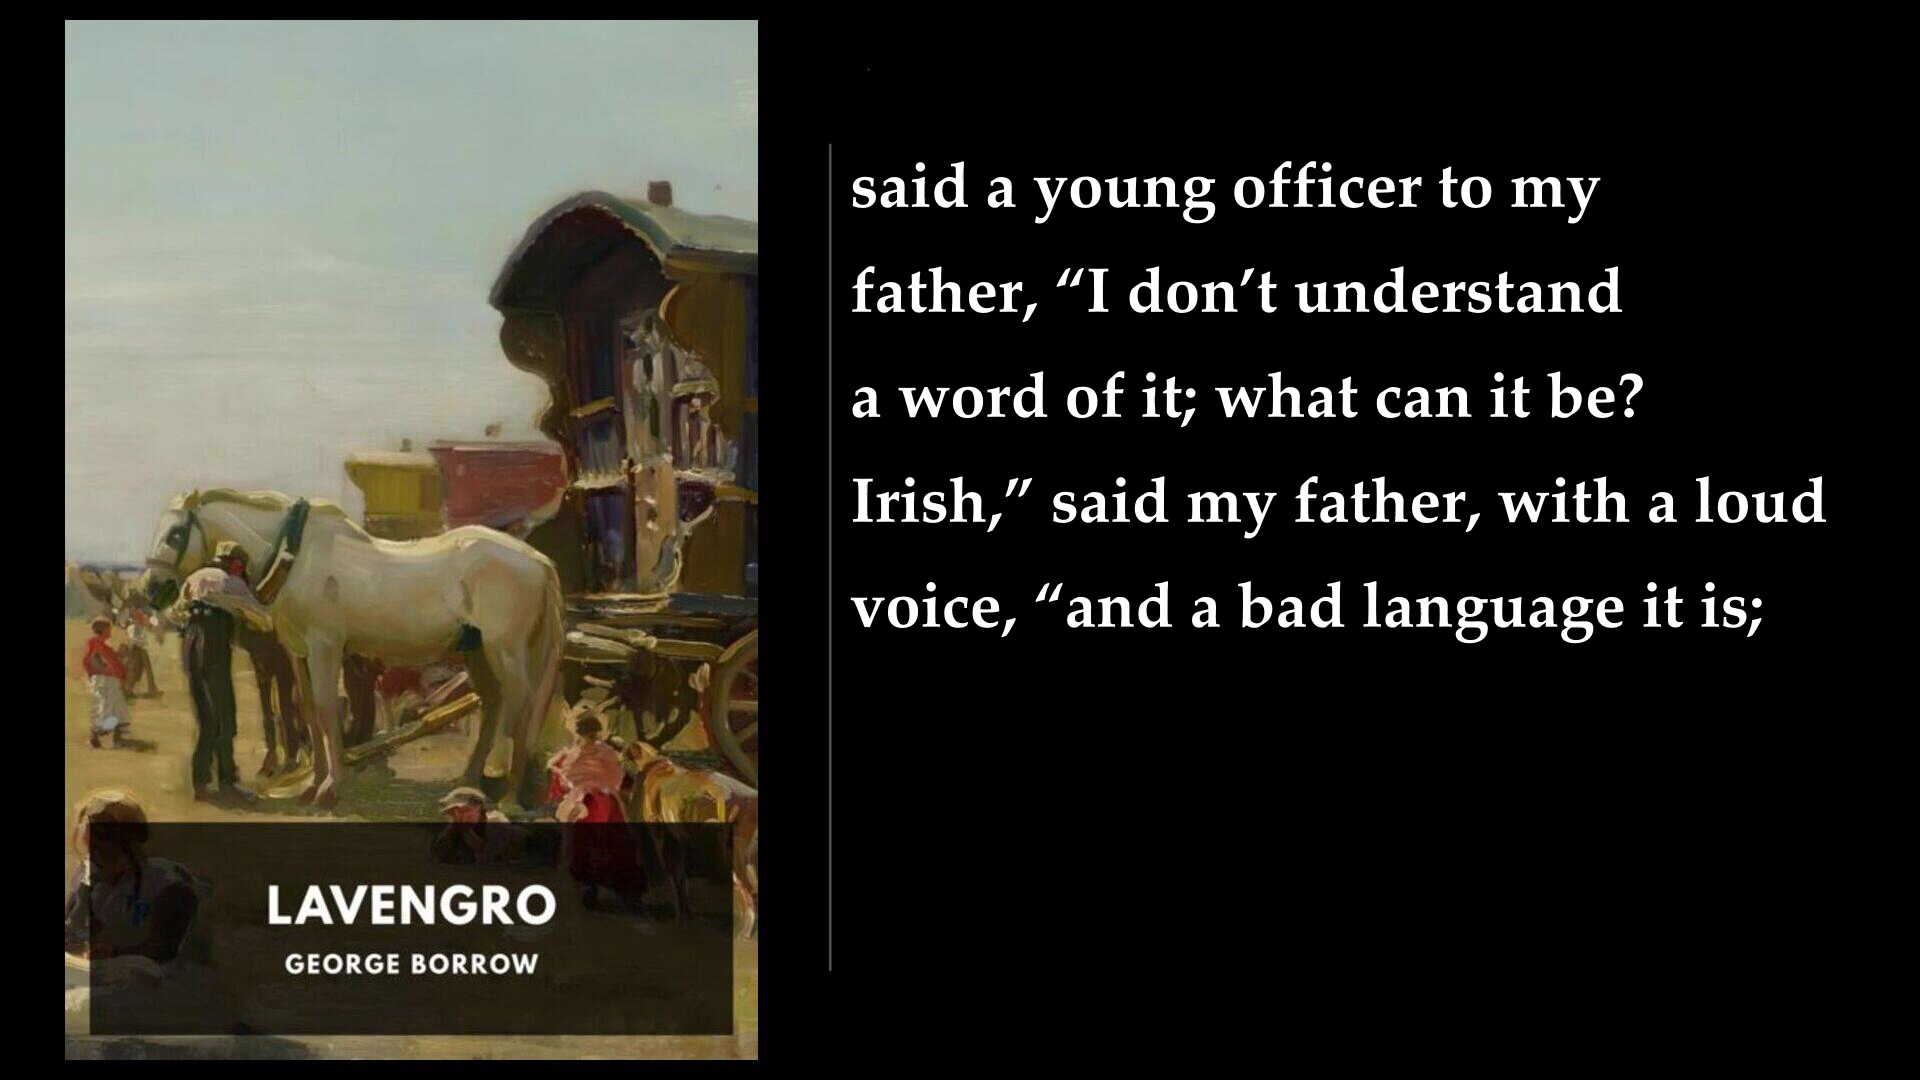 said a young officer to my
father, “I don’t understand
a word of it; what can it be?
Irish,” said my father, with a loud
voice, “and a bad language it is;
LAVENGRO
GEORGE BORROW